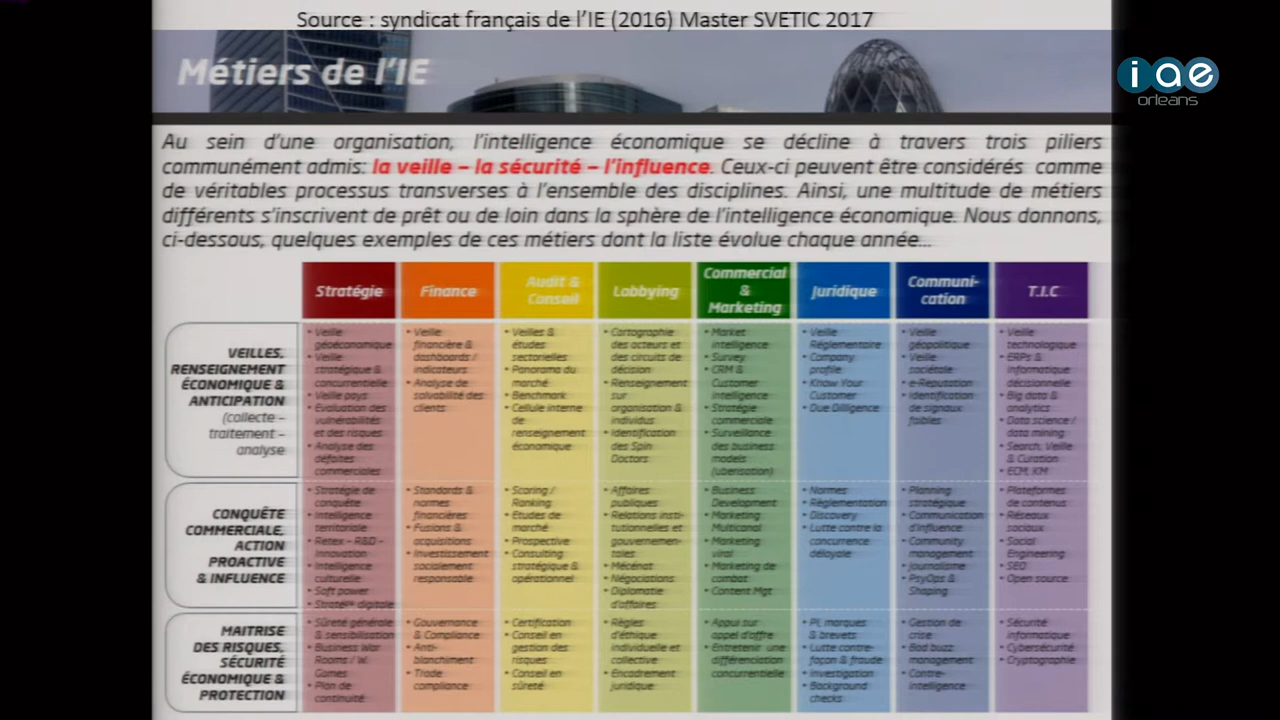 Source : syndicat français de l'IE (2016) Master SVETIC 2017
Métiers de l'IE
iae
orleans
Au sein d'une organisation, l'intelligence économique se décline à travers trois piliers
communément admis: la veille – la sécurité – l'influence. Ceux-ci peuvent être considérés comme
de véritables processus transverses à l'ensemble des disciplines. Ainsi, une multitude de métiers
différents s'inscrivent de prêt ou de loin dans la sphère de l'intelligence économique. Nous donnons,
ci-dessous, quelques exemples de ces métiers dont la liste évolue chaque année...
Stratégie
Finance
Audit &
Conseil
Lobbying
Commercial
&
Marketing
Juridique
Communi-
cation
T.I.C
VEILLES,
RENSEIGNEMENT
ÉCONOMIQUE &
ANTICIPATION
(collecte –
traitement –
analyse
• Veille
géoéconomique
• Veille
stratégique &
concurrentielle
• Veille pays
• Evaluation des
vulnérabilités
et des risques
• Analyse des
défaites
commerciales
• Veille
financière &
dashboards /
indicateurs
• Analyse de
solvabilité des
clients
• Veilles &
études
sectorielles
• Panorama du
marché
• Benchmark
• Cellule interne
de
renseignement
économique
• Cartographie
des acteurs et
des circuits de
décision
• Renseignement
sur
organisation &
individus
• Identification
des Spin
Doctors
• Market
intelligence
• Survey
• CRM &
Customer
intelligence
• Stratégie
commerciale
• Surveillance
des business
models
(uberisation)
• Veille
Réglementaire
• Company
profile
• Know Your
Customer
• Due Dilligence
• Veille
géopolitique
• Veille
sociétale
• e-Réputation
• Identification
de signaux
faibles
• Veille
technologique
• ERPs &
informatique
décisionnelle
• Big data &
analytics
• Data science /
data mining
• Search, Veille
& Curation
• ECM, KM
CONQUÊTE
COMMERCIALE,
ACTION
PROACTIVE
& INFLUENCE
• Stratégie de
conquête
• Intelligence
territoriale
• Retex – R&D –
Innovation
• Intelligence
culturelle
• Soft power
• Stratégie digitale
• Standards &
normes
financières
• Fusions &
acquisitions
• Investissement
socialement
responsable
• Scoring /
Ranking
• Etudes de
marché
• Prospective
• Consulting
stratégique &
opérationnel
• Affaires
publiques
• Relations insti-
tutionnelles et
gouvernemen-
tales
• Mécénat
• Négociations
• Diplomatie
d'affaires
• Business
Development
• Marketing
Multicanal
• Marketing
viral
• Marketing de
combat
• Content Mgt
• Normes
• Règlementation
• Discovery
• Lutte contre la
concurrence
déloyale
• Planning
stratégique
• Communication
d'influence
• Community
management
• Journalisme
• PsyOps &
Shaping
• Plateformes
de contenus
• Réseaux
sociaux
• Social
Engineering
• SEO
• Open source
MAITRISE
DES RISQUES,
SÉCURITÉ
ÉCONOMIQUE &
PROTECTION
• Sûreté générale
& sensibilisation
• Business War
Rooms / W.
Games
• Plan de
continuité
• Gouvernance
& Compliance
• Anti-
blanchiment
• Trade
compliance
• Certification
• Conseil en
gestion des
risques
• Conseil en
sûreté
• Règles
d'éthique
individuelle et
collective
• Encadrement
juridique
• Appui sur
appel d'offre
• Entretenir une
différenciation
concurrentielle
• PI, marques
& brevets
• Lutte contre-
façon & fraude
• Investigation
• Background
checks
• Gestion de
crise
• Bad buzz
management
• Contre-
intelligence
• Sécurité
informatique
• Cybersécurité
• Cryptographie